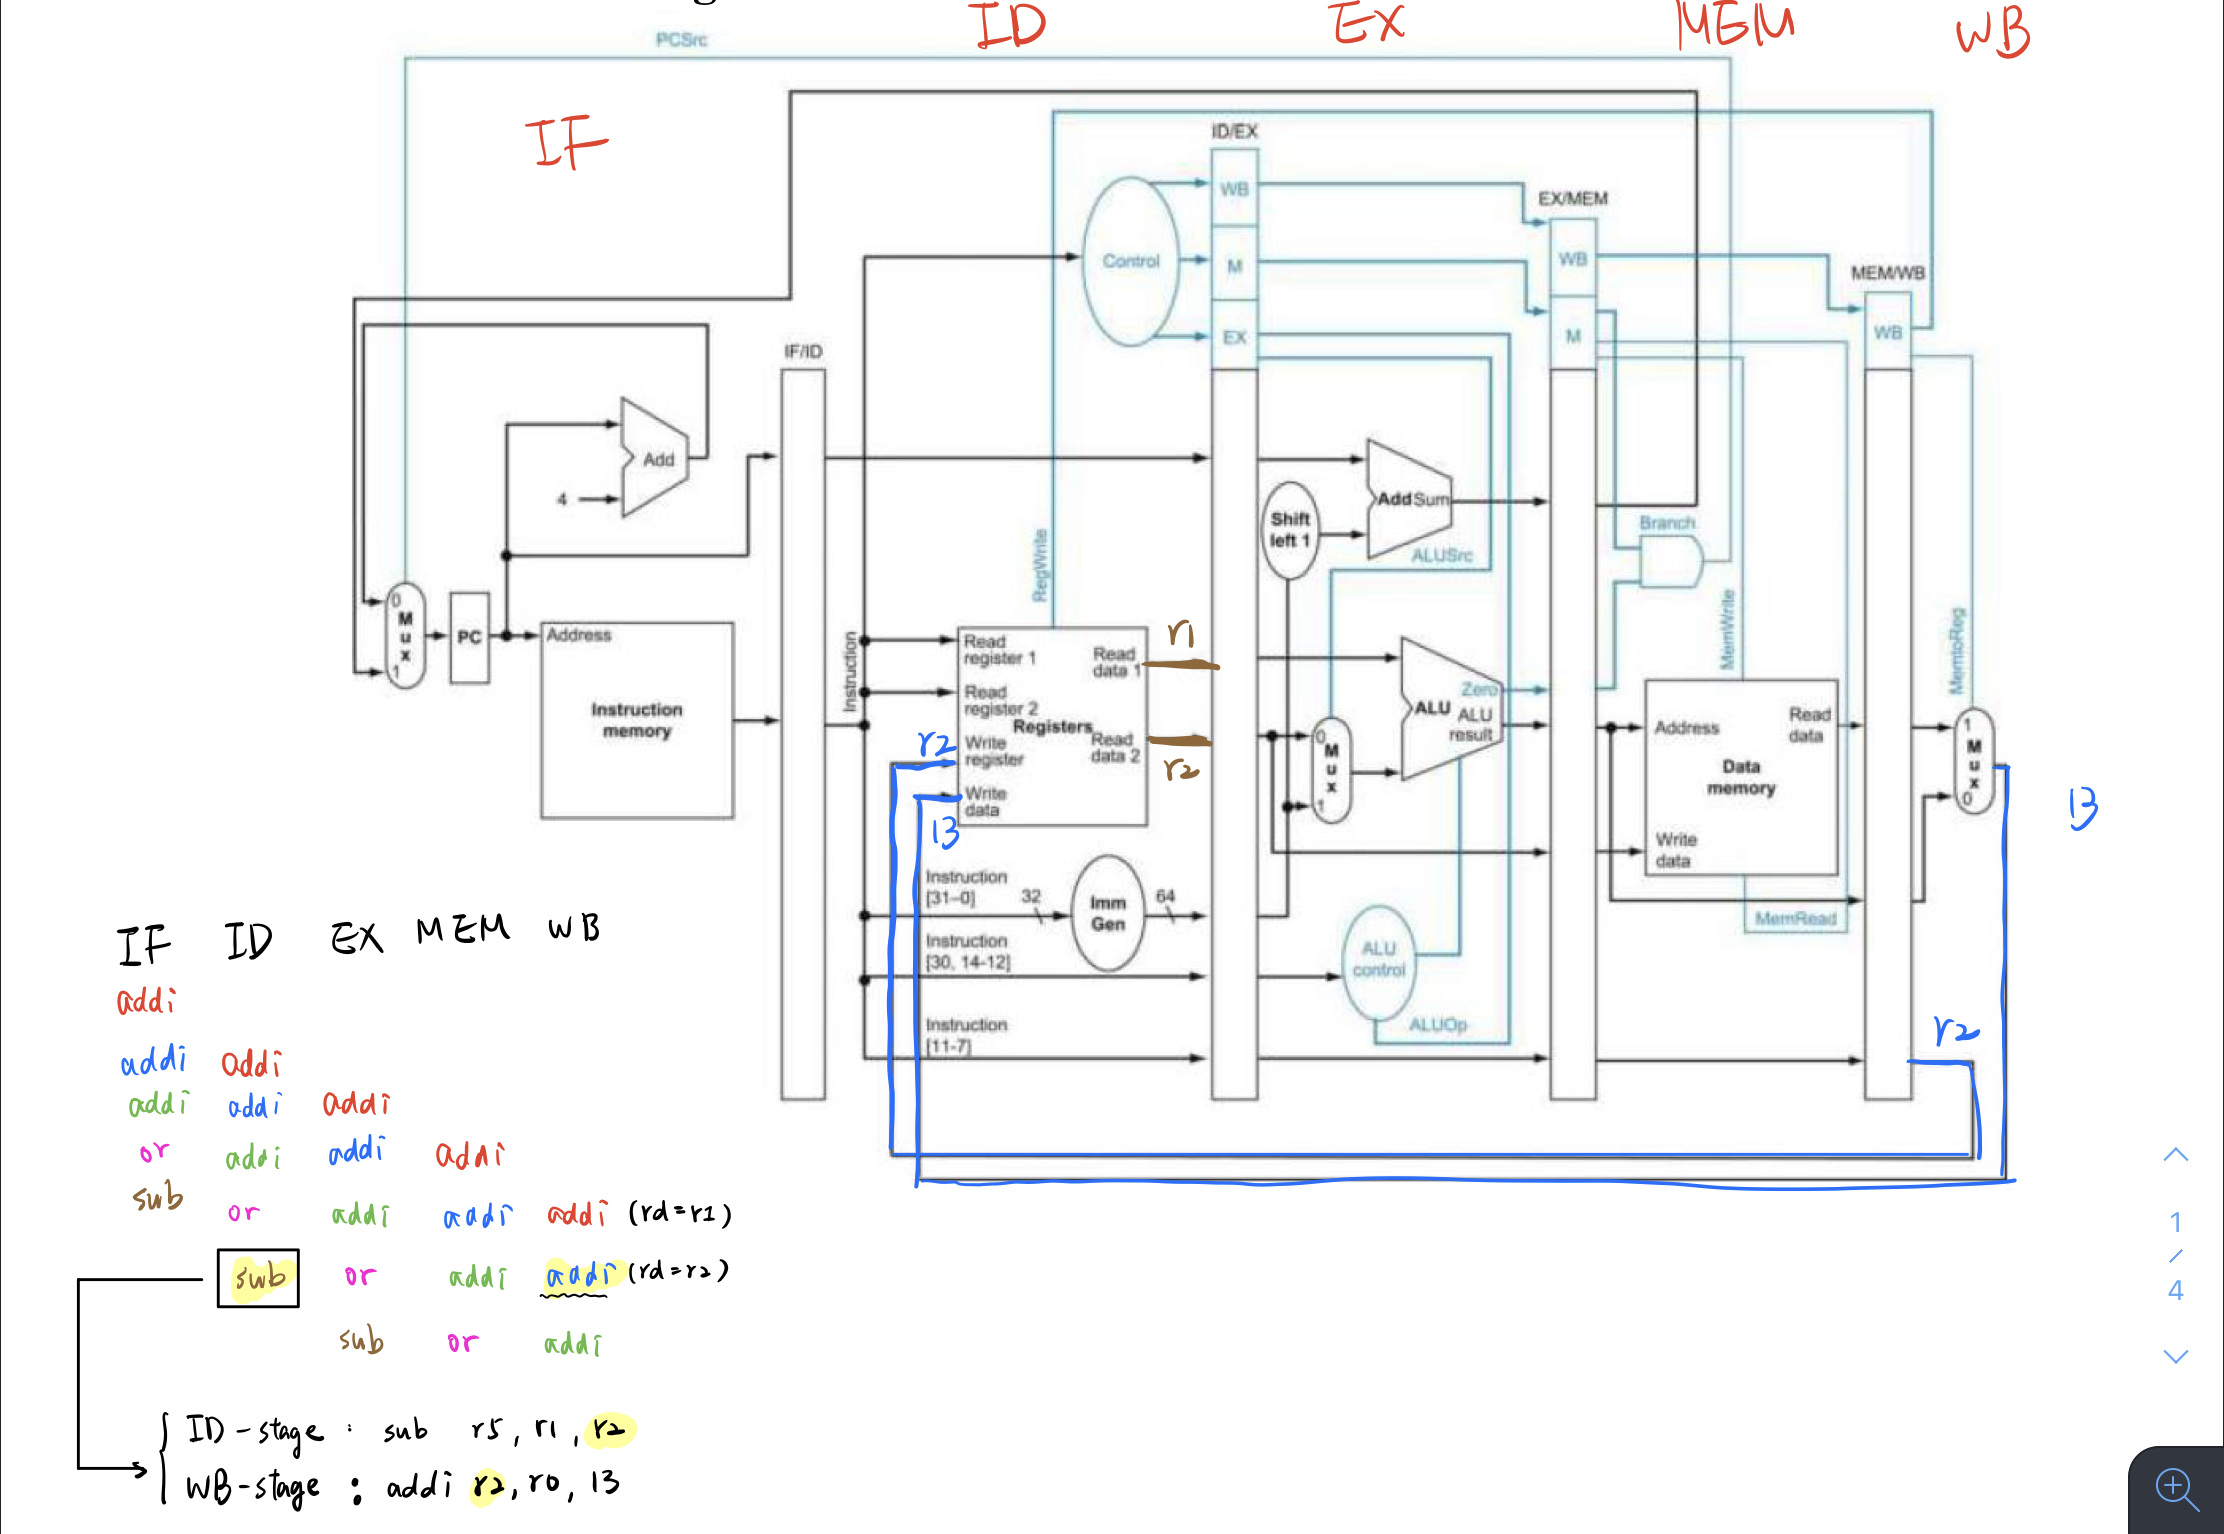 ID EX MEM WB
PCSrc
IF
ID/EX
WB
EX/MEM
Control
M
WB
MEM/WB
EX
M
WB
IF/ID
Add
4
Add Sum
Shift left 1
Branch
ALUSrc
RegWrite
MemWrite
MemtoReg
0
M
u
x
1
PC
Address
Instruction
memory
Instruction
Read
register 1
Read
data 1
r1
Read
register 2
Registers
Write
register
r2
Read
data 2
r2
Write
data
13
Zero
ALU
ALU
result
0
M
u
x
1
Address
Read
data
Data
memory
Write
data
1
M
u
x
0
13
MemRead
Instruction
[31–0]
32
Imm
Gen
64
Instruction
[30, 14-12]
ALU
control
Instruction
[11-7]
ALUOp
r2
IF ID EX MEM WB
addi
addi addi
addi addi addi
or addi addi addi
sub or addi addi addi (rd=r1)
sub or addi addi (rd=r2)
sub or addi
ID-stage : sub r5, r1, r2
WB-stage : addi r2, r0, 13
1
/
4